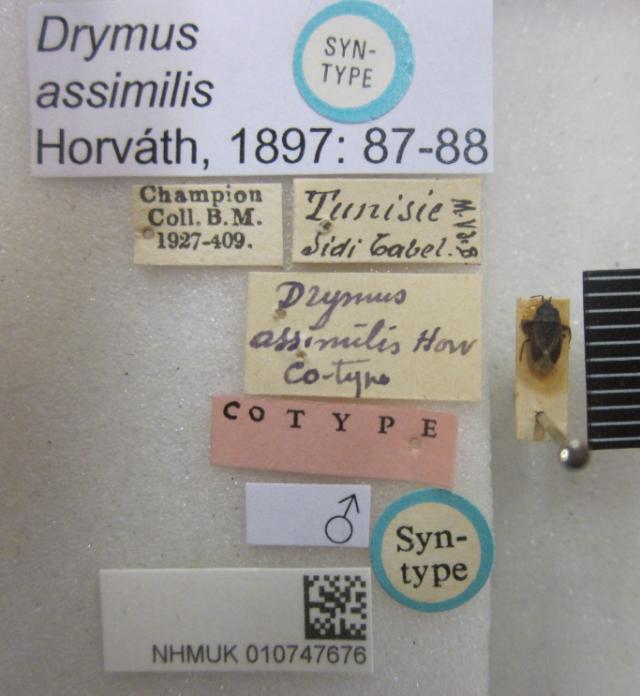 Drymus
assimilis
Horváth, 1897: 87-88
SYN-
TYPE
Champion
Coll. B. M.
1927-409.
Tunisie
Sidi Tabel.
Drymus
assimilis Horv
Co-type
COTYPE
♂
Syn-
type
NHMUK 010747676